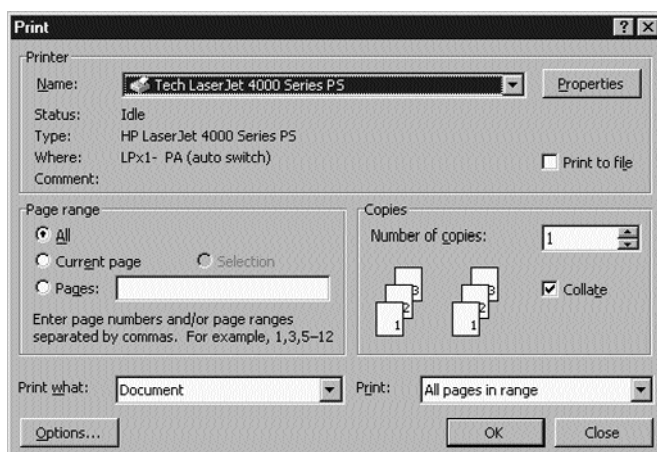 Print
Printer
Name: Tech LaserJet 4000 Series PS Properties
Status: Idle
Type: HP LaserJet 4000 Series PS
Where: LPx1- PA (auto switch)
Comment:
Print to file
Page range
All
Current page Selection
Pages:
Enter page numbers and/or page ranges
separated by commas. For example, 1,3,5–12
Copies
Number of copies: 1
3 3
2 2
1 1
Collate
Print what: Document Print: All pages in range
Options... OK Close